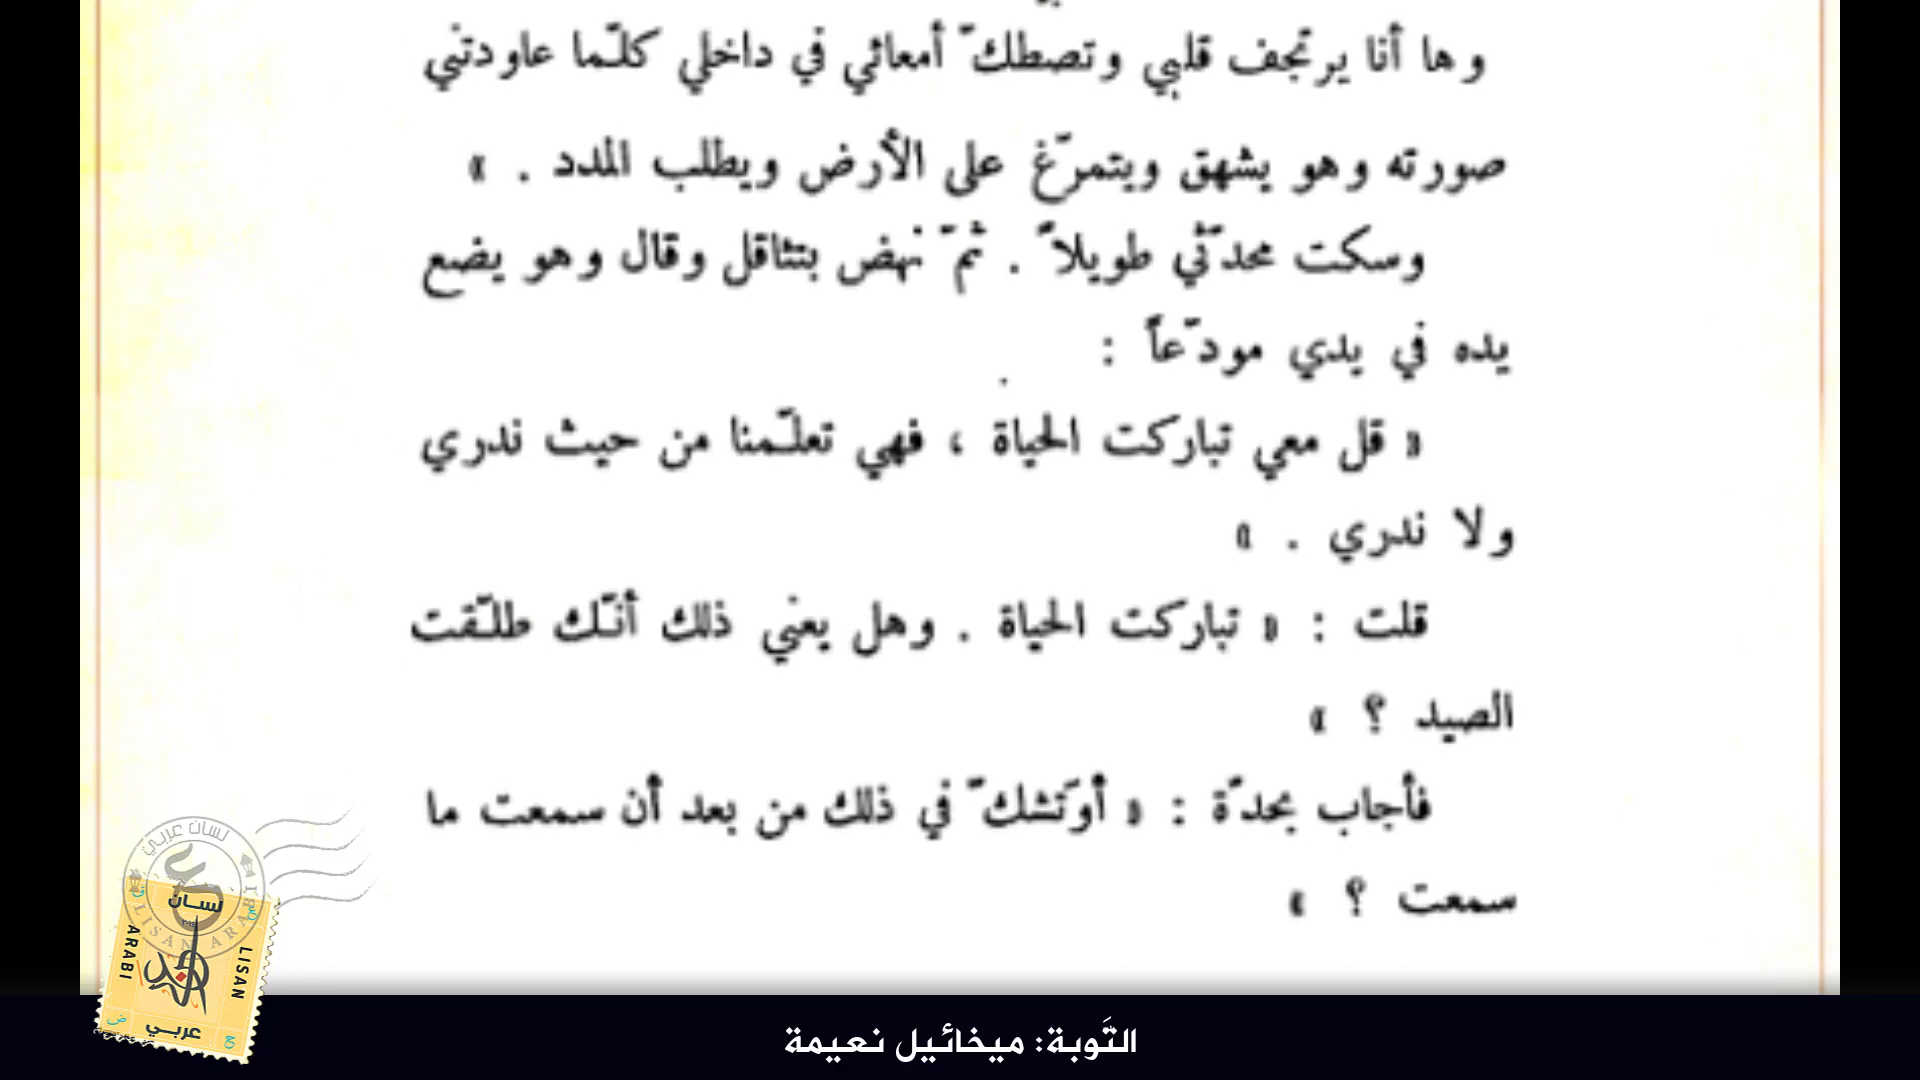 وها أنا يرتجف قلبي وتصطكّ أمعائي في داخلي كلّما عاودتني
صورته وهو يشهق ويتمرّغ على الأرض ويطلب المدد . »
وسكت محدّثي طويلاً . ثمّ نهض بتثاقل وقال وهو يضع
يده في يدي مودّعاً :
« قل معي تباركت الحياة ، فهي تعلّمنا من حيث ندري
ولا ندري . »
قلت : « تباركت الحياة . وهل يعني ذلك أنّك طلّقت
الصيد ؟ »
فأجاب بحدّة : « أوَتشكّ في ذلك من بعد أن سمعت ما
سمعت ؟ »
لسان عربي
LISAN ARABI
لسان
عربي
LISAN
ARABI
التَّوبة: ميخائيل نعيمة